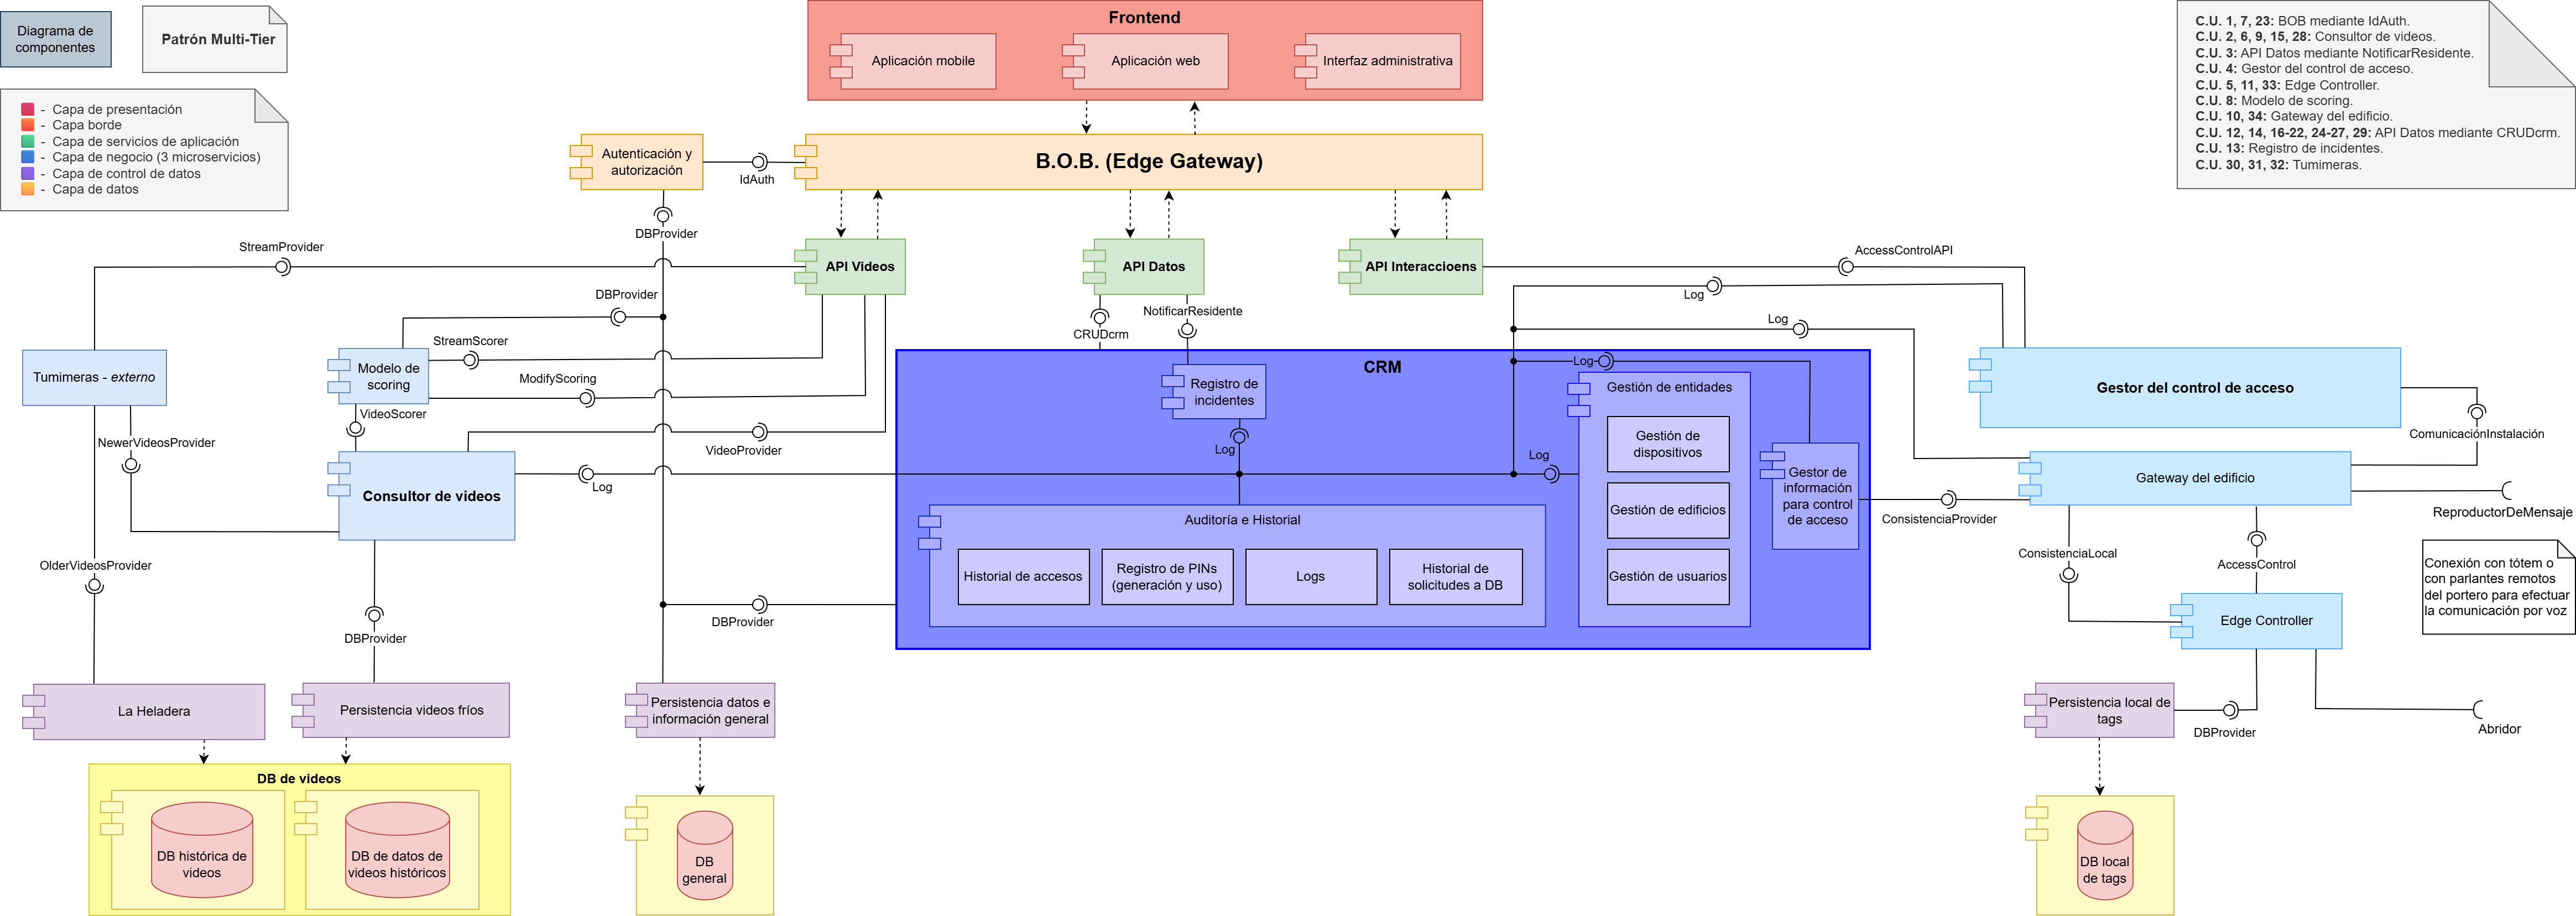 Diagrama de
componentes
Patrón Multi-Tier
- Capa de presentación
- Capa borde
- Capa de servicios de aplicación
- Capa de negocio (3 microservicios)
- Capa de control de datos
- Capa de datos
Frontend
Aplicación mobile
Aplicación web
Interfaz administrativa
C.U. 1, 7, 23: BOB mediante IdAuth.
C.U. 2, 6, 9, 15, 28: Consultor de videos.
C.U. 3: API Datos mediante NotificarResidente.
C.U. 4: Gestor del control de acceso.
C.U. 5, 11, 33: Edge Controller.
C.U. 8: Modelo de scoring.
C.U. 10, 34: Gateway del edificio.
C.U. 12, 14, 16-22, 24-27, 29: API Datos mediante CRUDcrm.
C.U. 13: Registro de incidentes.
C.U. 30, 31, 32: Tumimeras.
Autenticación y
autorización
IdAuth
B.O.B. (Edge Gateway)
DBProvider
StreamProvider
API Videos
API Datos
API Interaccioens
AccessControlAPI
Log
DBProvider
NotificarResidente
CRUDcrm
Log
StreamScorer
Tumimeras - externo
Modelo de
scoring
ModifyScoring
VideoScorer
NewerVideosProvider
VideoProvider
Consultor de videos
Log
OlderVideosProvider
DBProvider
CRM
Registro de
incidentes
Log
Log
Gestión de entidades
Gestión de
dispositivos
Gestión de edificios
Gestión de usuarios
Log
Gestor de
información
para control
de acceso
Auditoría e Historial
Historial de accesos
Registro de PINs
(generación y uso)
Logs
Historial de
solicitudes a DB
DBProvider
Gestor del control de acceso
ComunicaciónInstalación
Gateway del edificio
ConsistenciaProvider
ReproductorDeMensaje
ConsistenciaLocal
AccessControl
Conexión con tótem o
con parlantes remotos
del portero para efectuar
la comunicación por voz
Edge Controller
La Heladera
Persistencia videos fríos
Persistencia datos e
información general
Persistencia local de
tags
DBProvider
Abridor
DB de videos
DB histórica de
videos
DB de datos de
videos históricos
DB
general
DB local
de tags